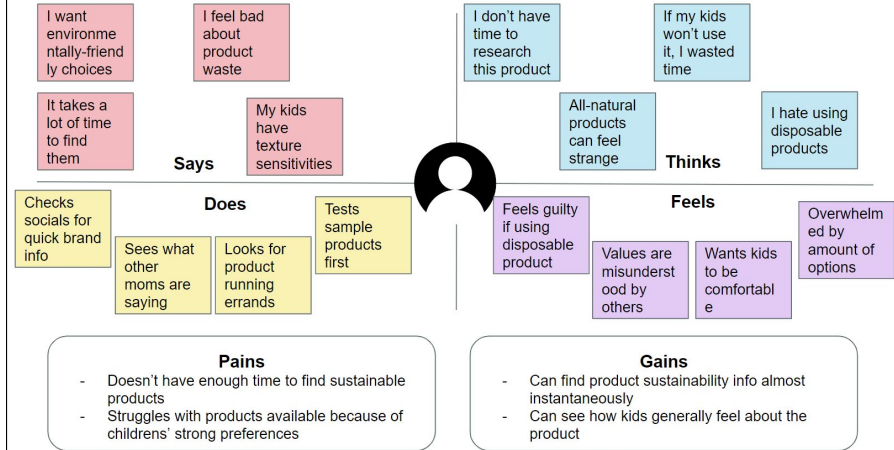 I want
environme
ntally-friend
ly choices
I feel bad
about
product
waste
It takes a
lot of time
to find
them
My kids
have
texture
sensitivities
Says
I don't have
time to
research
this product
If my kids
won't use
it, I wasted
time
All-natural
products
can feel
strange
I hate using
disposable
products
Thinks
Checks
socials for
quick brand
info
Does
Sees what
other
moms are
saying
Looks for
product
running
errands
Tests
sample
products
first
Feels guilty
if using
disposable
product
Feels
Values are
misunderst
ood by
others
Wants kids
to be
comfortabl
e
Overwhelm
ed by
amount of
options
Pains
- Doesn't have enough time to find sustainable
products
- Struggles with products available because of
childrens' strong preferences
Gains
- Can find product sustainability info almost
instantaneously
- Can see how kids generally feel about the
product